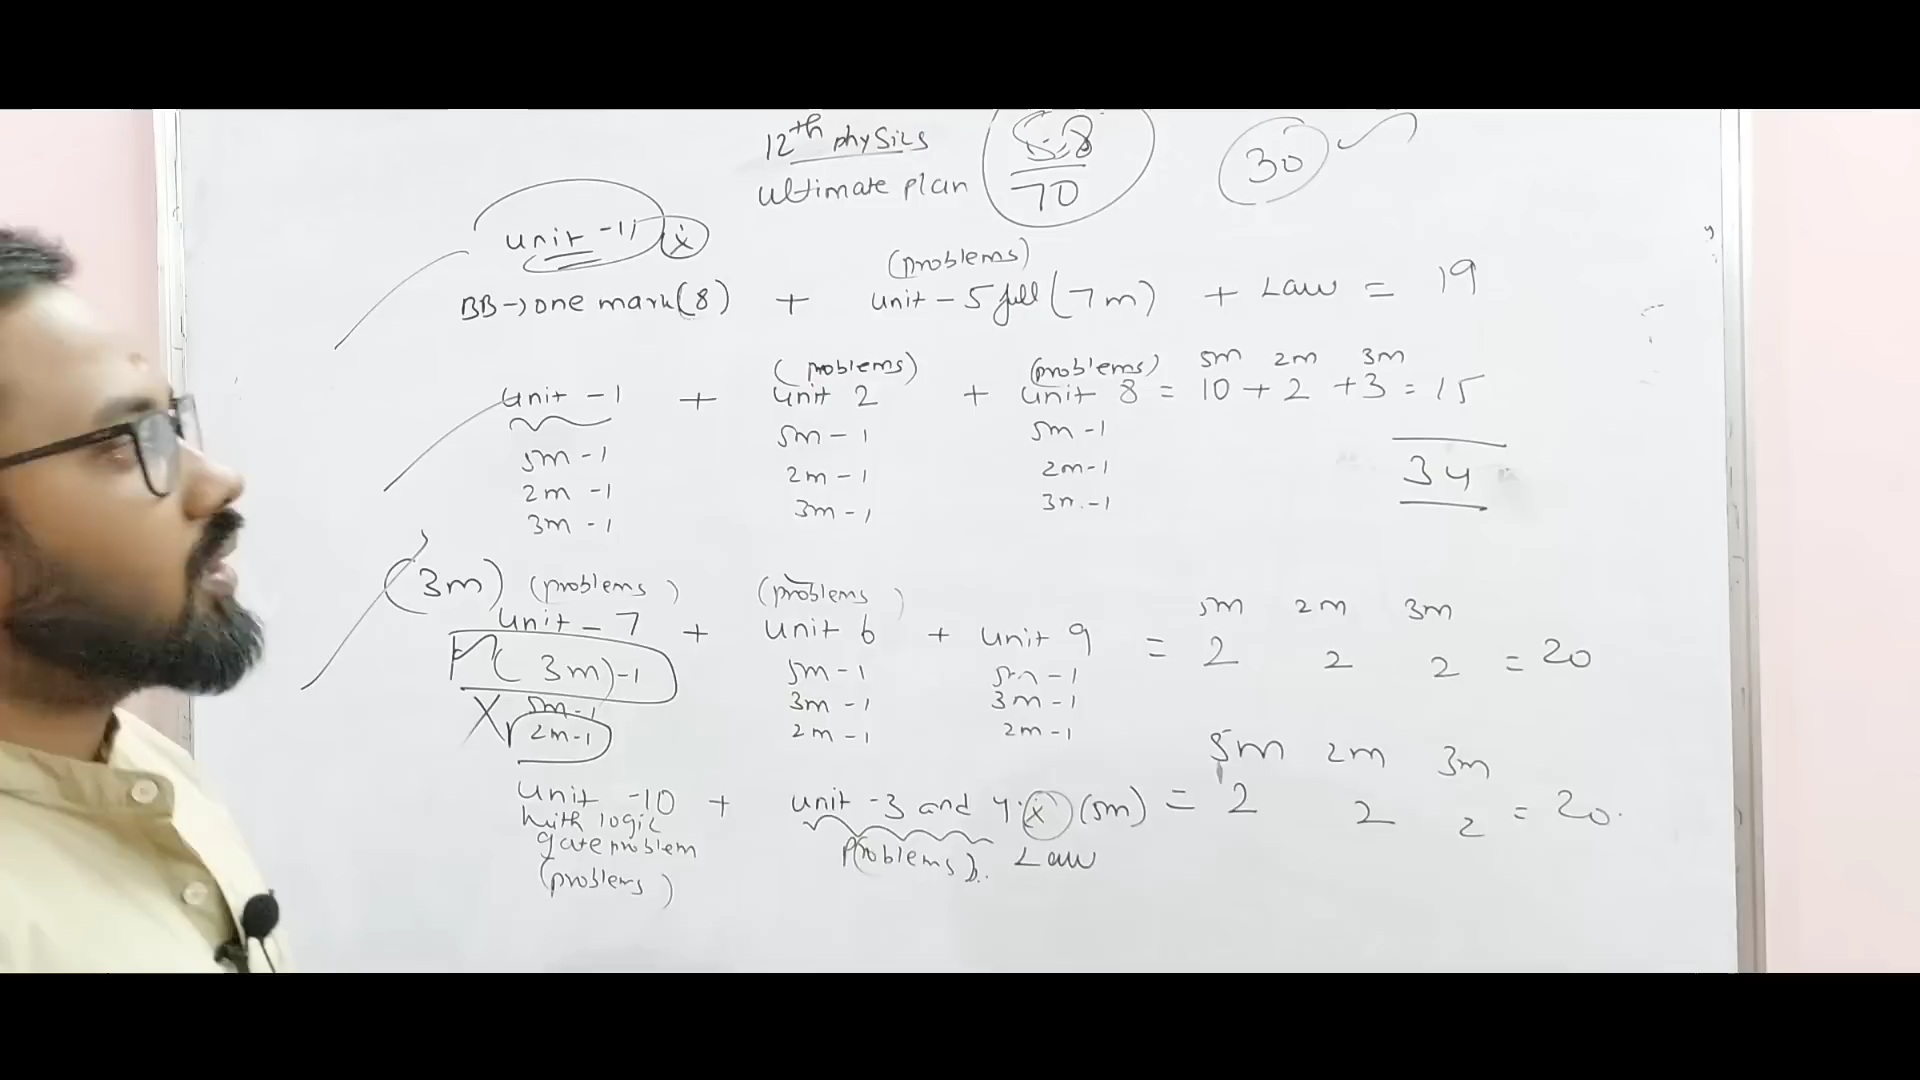 12th physics
ultimate plan 58/70 30
unit - 11 x
(problems)
BB→one mark(8) + unit - 5 full (7m) + Law = 19
(problems) (problems) 5m 2m 3m
unit - 1 + unit 2 + unit 8 = 10 + 2 + 3 = 15
5m - 1 5m - 1 5m - 1
2m - 1 2m - 1 2m - 1
3m - 1 3m - 1 3m - 1
34
(3m) (problems) (problems) 5m 2m 3m
unit - 7 + unit 6 + unit 9 = 2 2 2 = 20
(3m) - 1 5m - 1 5m - 1
5m - 1 3m - 1 3m - 1
2m - 1 2m - 1 2m - 1
5m 2m 3m
unit - 10 + unit - 3 and 4 x (5m) = 2 2 2 = 20.
with logic
gate problem (problems). Law
(problems)